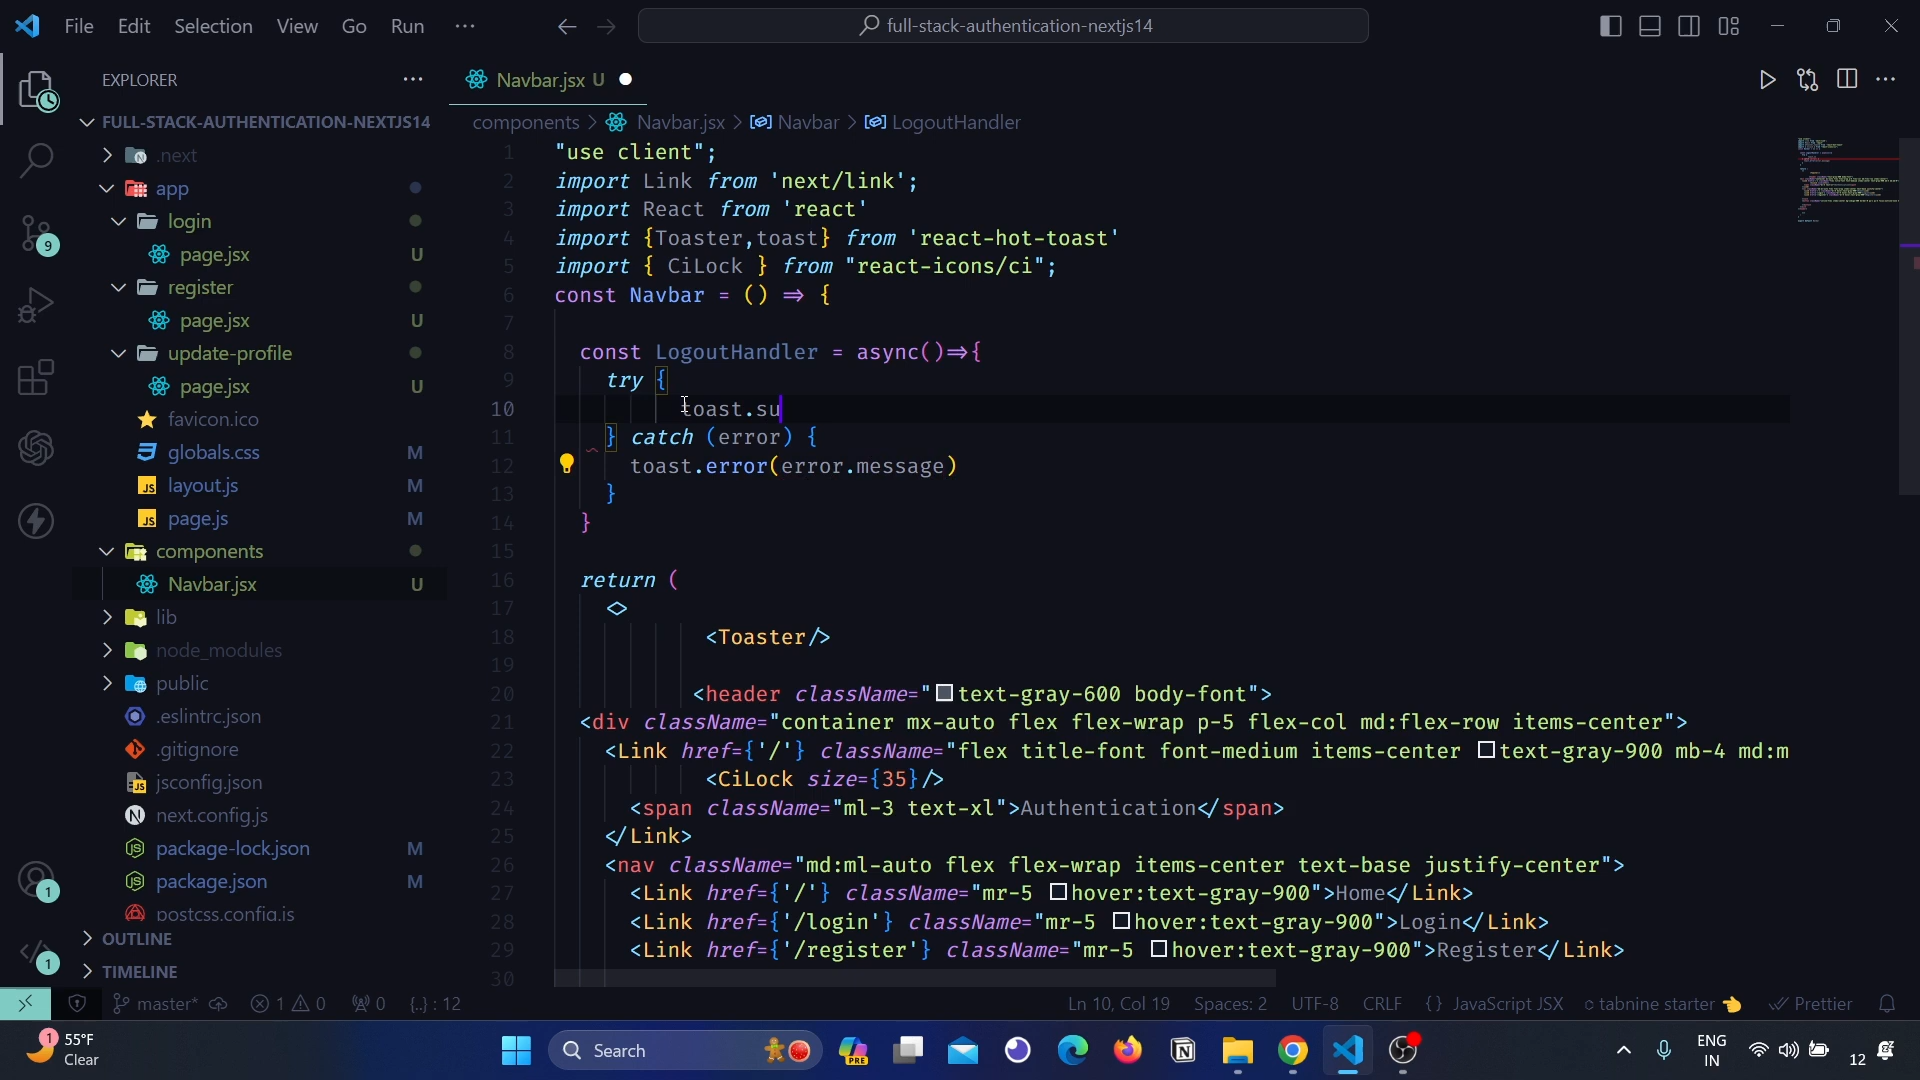 File Edit Selection View Go Run ···
full-stack-authentication-nextjs14
EXPLORER ···
FULL-STACK-AUTHENTICATION-NEXTJS14
.next
app
login
page.jsx U
register
page.jsx U
update-profile
page.jsx U
favicon.ico
globals.css M
layout.js M
page.js M
components
Navbar.jsx U
lib
node_modules
public
.eslintrc.json
.gitignore
jsconfig.json
next.config.js
package-lock.json M
package.json M
postcss.config.js
OUTLINE
TIMELINE
9
1
1
Navbar.jsx U
components > Navbar.jsx > Navbar > LogoutHandler
1 "use client";
2 import Link from 'next/link';
3 import React from 'react'
4 import {Toaster,toast} from 'react-hot-toast'
5 import { CiLock } from "react-icons/ci";
6 const Navbar = () => {
7
8 const LogoutHandler = async()=>{
9 try {
10 toast.su
11 } catch (error) {
12 toast.error(error.message)
13 }
14 }
15
16 return (
17 <>
18 <Toaster/>
19
20 <header className="text-gray-600 body-font">
21 <div className="container mx-auto flex flex-wrap p-5 flex-col md:flex-row items-center">
22 <Link href={'/'} className="flex title-font font-medium items-center text-gray-900 mb-4 md:m
23 <CiLock size={35}/>
24 <span className="ml-3 text-xl">Authentication</span>
25 </Link>
26 <nav className="md:ml-auto flex flex-wrap items-center text-base justify-center">
27 <Link href={'/'} className="mr-5 hover:text-gray-900">Home</Link>
28 <Link href={'/login'} className="mr-5 hover:text-gray-900">Login</Link>
29 <Link href={'/register'} className="mr-5 hover:text-gray-900">Register</Link>
30
master* 1 0 0 {..} : 12 Ln 10, Col 19 Spaces: 2 UTF-8 CRLF {} JavaScript JSX tabnine starter Prettier
1 55°F
Clear
Search
PRE
ENG
IN
12